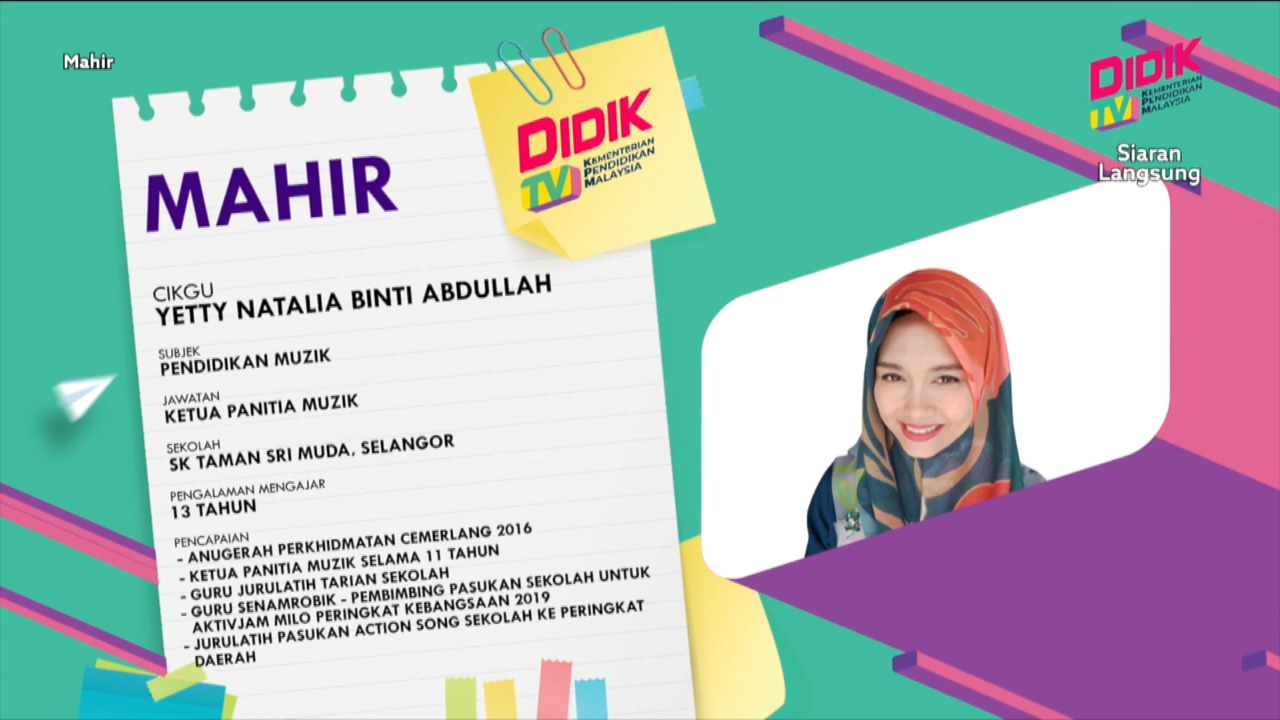 Mahir
DIDIK
TV
KEMENTERIAN
PENDIDIKAN
MALAYSIA
Siaran
Langsung
DIDIK
TV
KEMENTERIAN
PENDIDIKAN
MALAYSIA
MAHIR
CIKGU
YETTY NATALIA BINTI ABDULLAH
SUBJEK
PENDIDIKAN MUZIK
JAWATAN
KETUA PANITIA MUZIK
SEKOLAH
SK TAMAN SRI MUDA, SELANGOR
PENGALAMAN MENGAJAR
13 TAHUN
PENCAPAIAN
- ANUGERAH PERKHIDMATAN CEMERLANG 2016
- KETUA PANITIA MUZIK SELAMA 11 TAHUN
- GURU JURULATIH TARIAN SEKOLAH
- GURU SENAMROBIK - PEMBIMBING PASUKAN SEKOLAH UNTUK
AKTIVJAM MILO PERINGKAT KEBANGSAAN 2019
- JURULATIH PASUKAN ACTION SONG SEKOLAH KE PERINGKAT
DAERAH